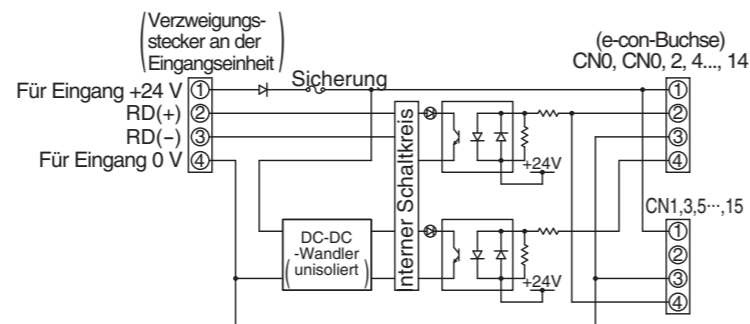 (Verzweigungs-
stecker an der
Eingangseinheit)
Für Eingang +24 V ①
RD(+) ②
RD(−) ③
Für Eingang 0 V ④
Sicherung
Interner Schaltkreis
DC-DC
-Wandler
(unisoliert)
+24V
+24V
(e-con-Buchse)
CN0, CN0, 2, 4..., 14
①
②
③
④
CN1,3,5···,15
①
②
③
④